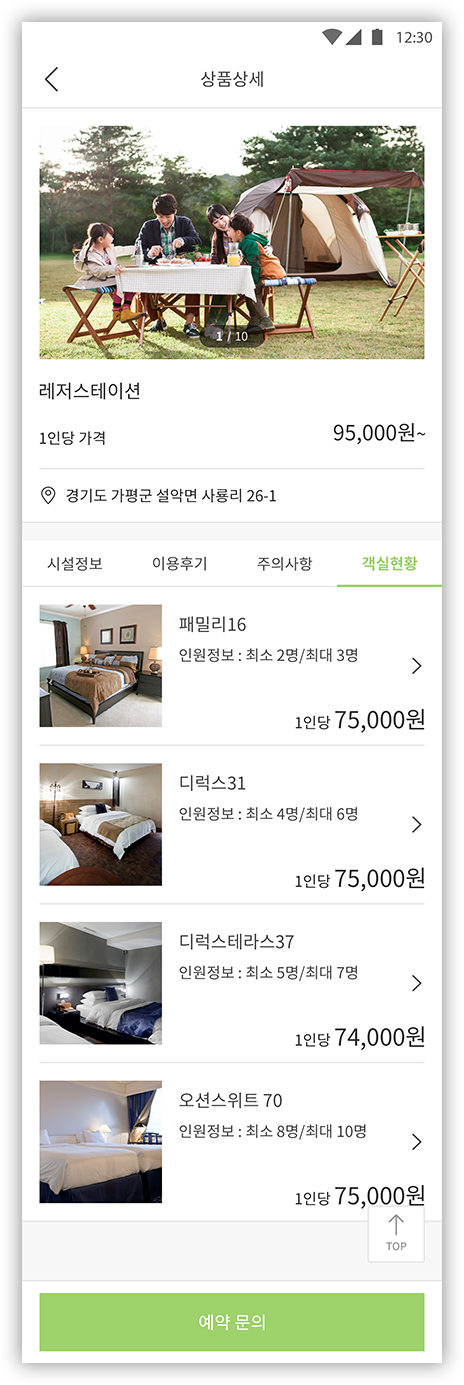 12:30
상품상세
1 / 10
레저스테이션
1인당 가격
95,000원~
경기도 가평군 설악면 사룡리 26-1
시설정보 이용후기 주의사항 객실현황
패밀리16
인원정보 : 최소 2명/최대 3명
1인당 75,000원
디럭스31
인원정보 : 최소 4명/최대 6명
1인당 75,000원
디럭스테라스37
인원정보 : 최소 5명/최대 7명
1인당 74,000원
오션스위트 70
인원정보 : 최소 8명/최대 10명
1인당 75,000원
TOP
예약 문의